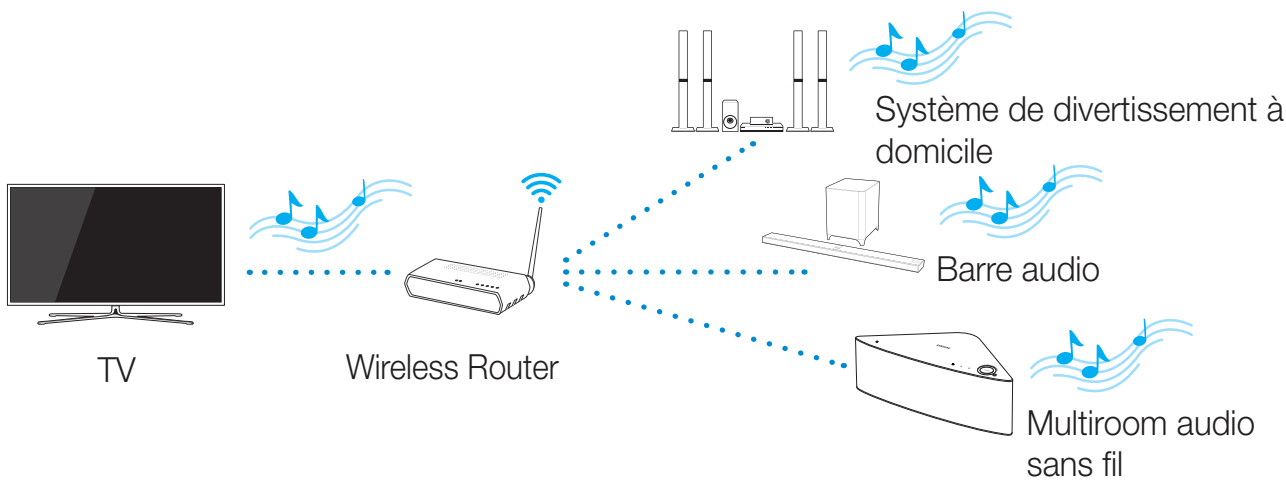 Système de divertissement à
domicile
Barre audio
TV
Wireless Router
Multiroom audio
sans fil